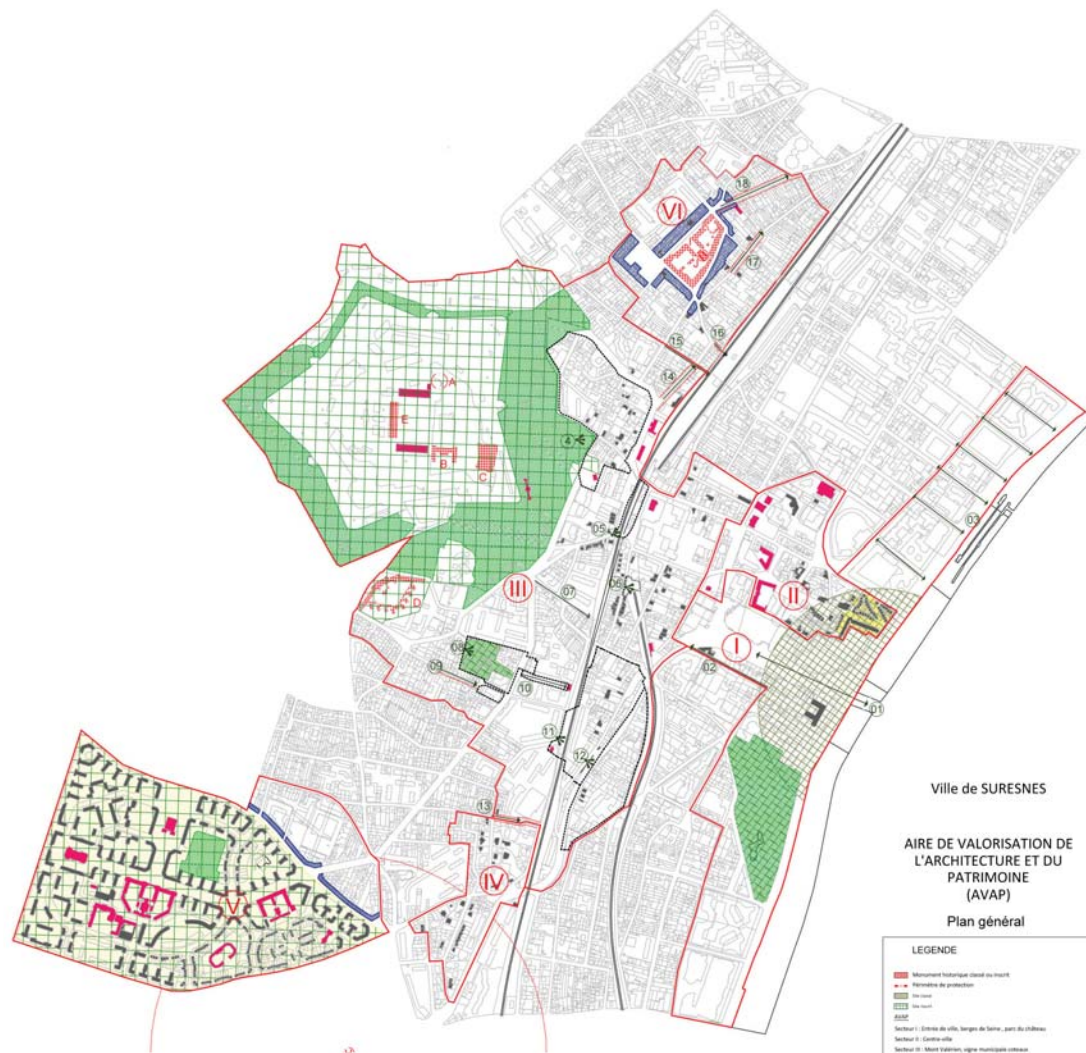 VI
18
17
16
15
14
A
E
B
C
4
05
06
03
07
III
II
I
D
08
09
10
02
01
11
12
13
IV
V
Ville de SURESNES
AIRE DE VALORISATION DE
L'ARCHITECTURE ET DU
PATRIMOINE
(AVAP)
Plan général
LEGENDE
Monument historique classé ou inscrit
Périmètre de protection
Site classé
Site inscrit
AVAP
Secteur I : Entrée de ville, berges de Seine , parc du château
Secteur II : Centre-ville
Secteur III : Mont Valérien, vigne municipale coteaux